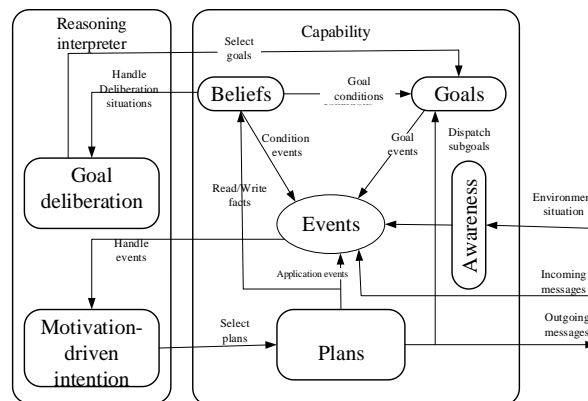 Reasoning
interpreter
Capability
Select
goals
Handle
Deliberation
situations
Beliefs
Goal
conditions
Goals
Goal
deliberation
Condition
events
Goal
events
Dispatch
subgoals
Read/Write
facts
Events
Awareness
Environment
situation
Handle
events
Application events
Incoming
messages
Motivation-
driven
intention
Select
plans
Plans
Outgoing
messages